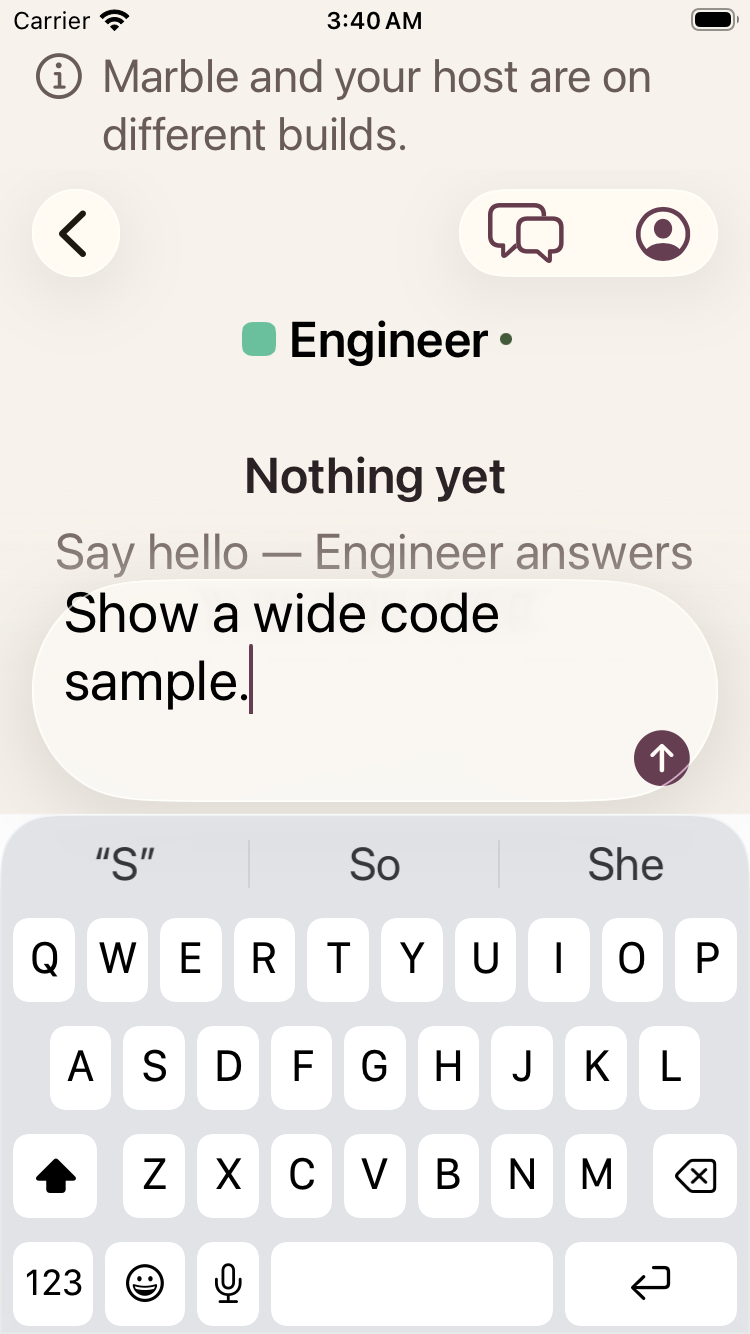 Carrier 3:40 AM
Marble and your host are on
different builds.
Engineer
Nothing yet
Say hello — Engineer answers
Show a wide code
sample.
“S” So She
Q W E R T Y U I O P
A S D F G H J K L
Z X C V B N M
123